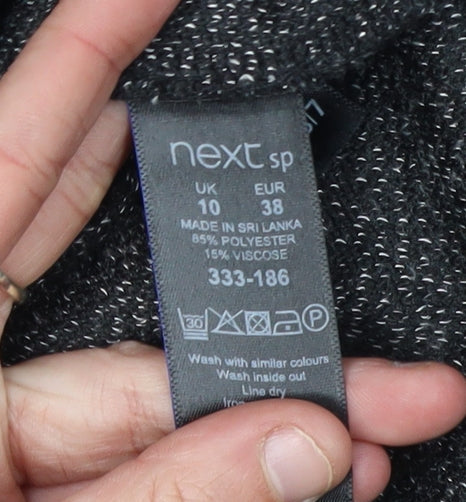 next sp
UK EUR
10 38
MADE IN SRI LANKA
85% POLYESTER
15% VISCOSE
333-186
30 P
Wash with similar colours
Wash inside out
Line dry